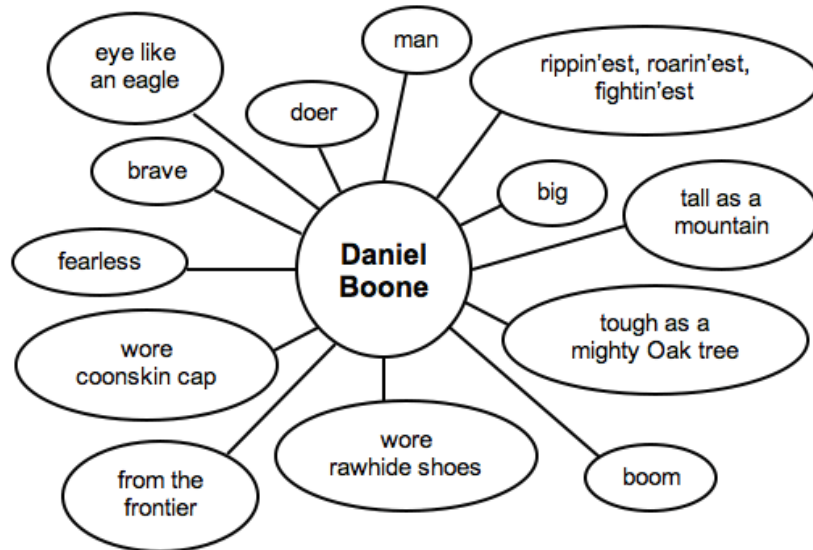 eye like
an eagle
man
rippin'est, roarin'est,
fightin'est
doer
brave
big
tall as a
mountain
Daniel
Boone
fearless
tough as a
mighty Oak tree
wore
coonskin cap
wore
rawhide shoes
from the
frontier
boom